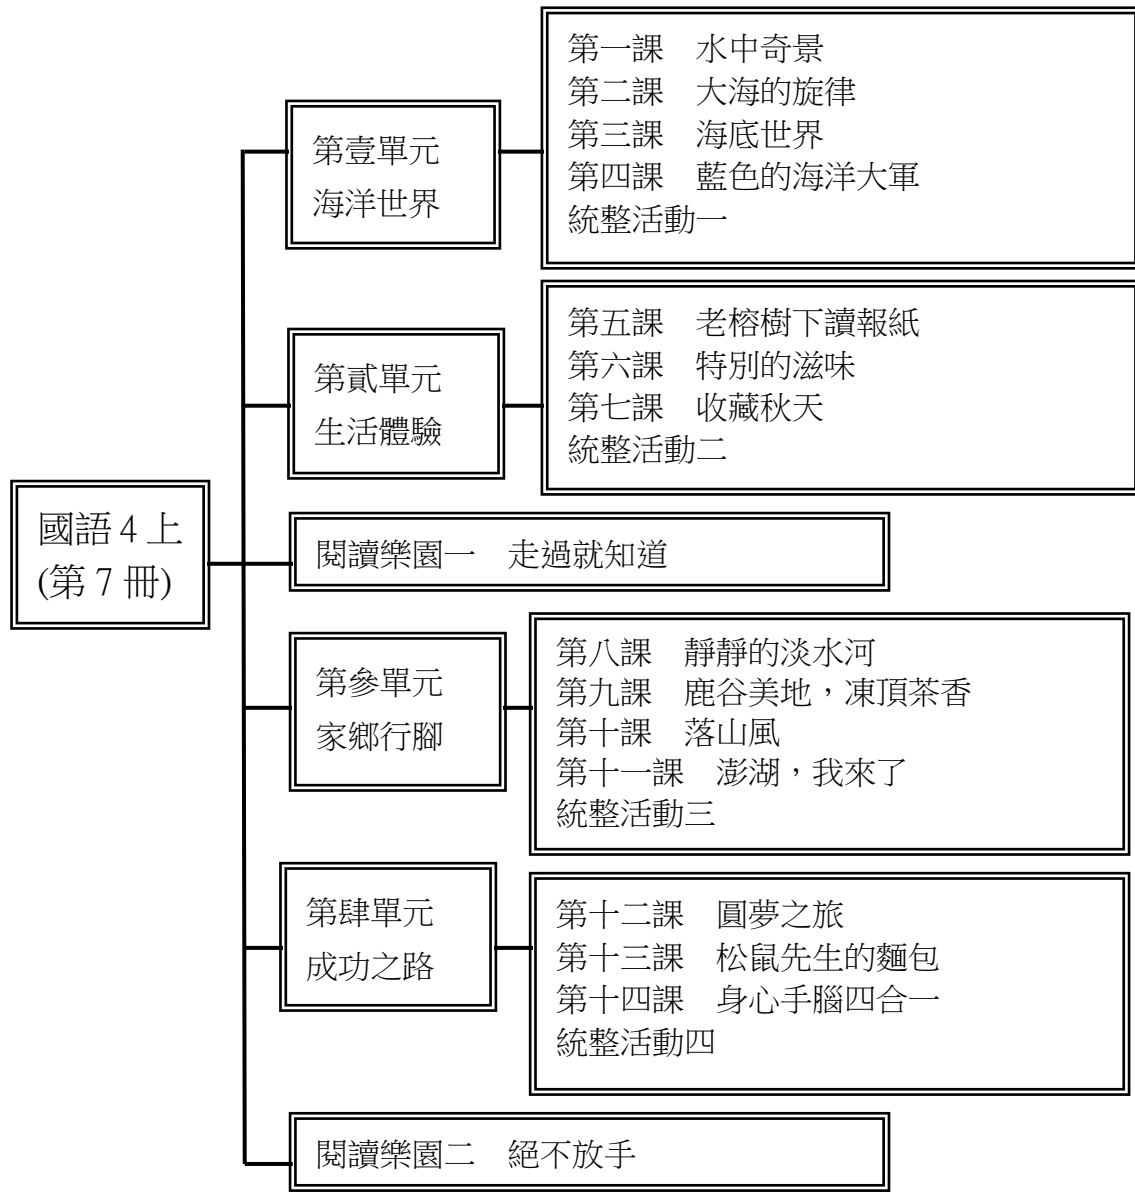 國語 4 上
(第 7 冊)
第壹單元
海洋世界
第一課　水中奇景
第二課　大海的旋律
第三課　海底世界
第四課　藍色的海洋大軍
統整活動一
第貳單元
生活體驗
第五課　老榕樹下讀報紙
第六課　特別的滋味
第七課　收藏秋天
統整活動二
閱讀樂園一　走過就知道
第參單元
家鄉行腳
第八課　靜靜的淡水河
第九課　鹿谷美地，凍頂茶香
第十課　落山風
第十一課　澎湖，我來了
統整活動三
第肆單元
成功之路
第十二課　圓夢之旅
第十三課　松鼠先生的麵包
第十四課　身心手腦四合一
統整活動四
閱讀樂園二　絕不放手